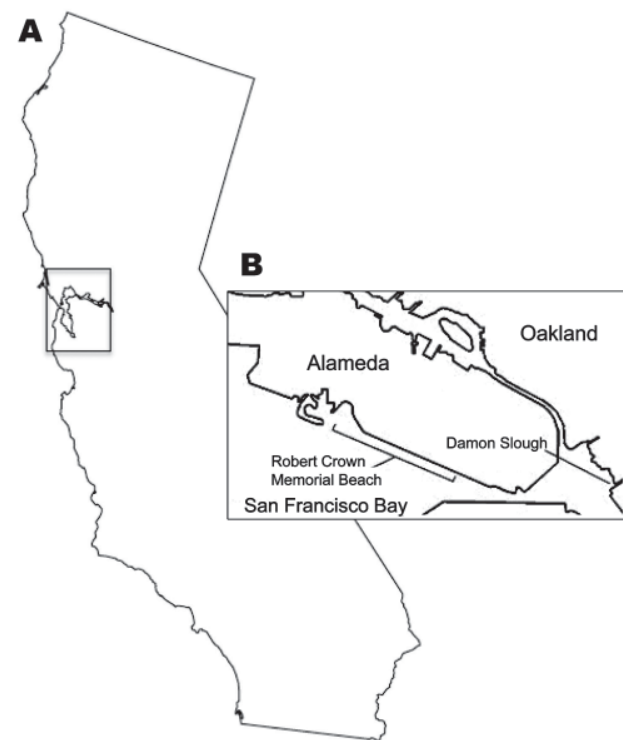 A
B
Oakland
Alameda
Damon Slough
Robert Crown
Memorial Beach
San Francisco Bay